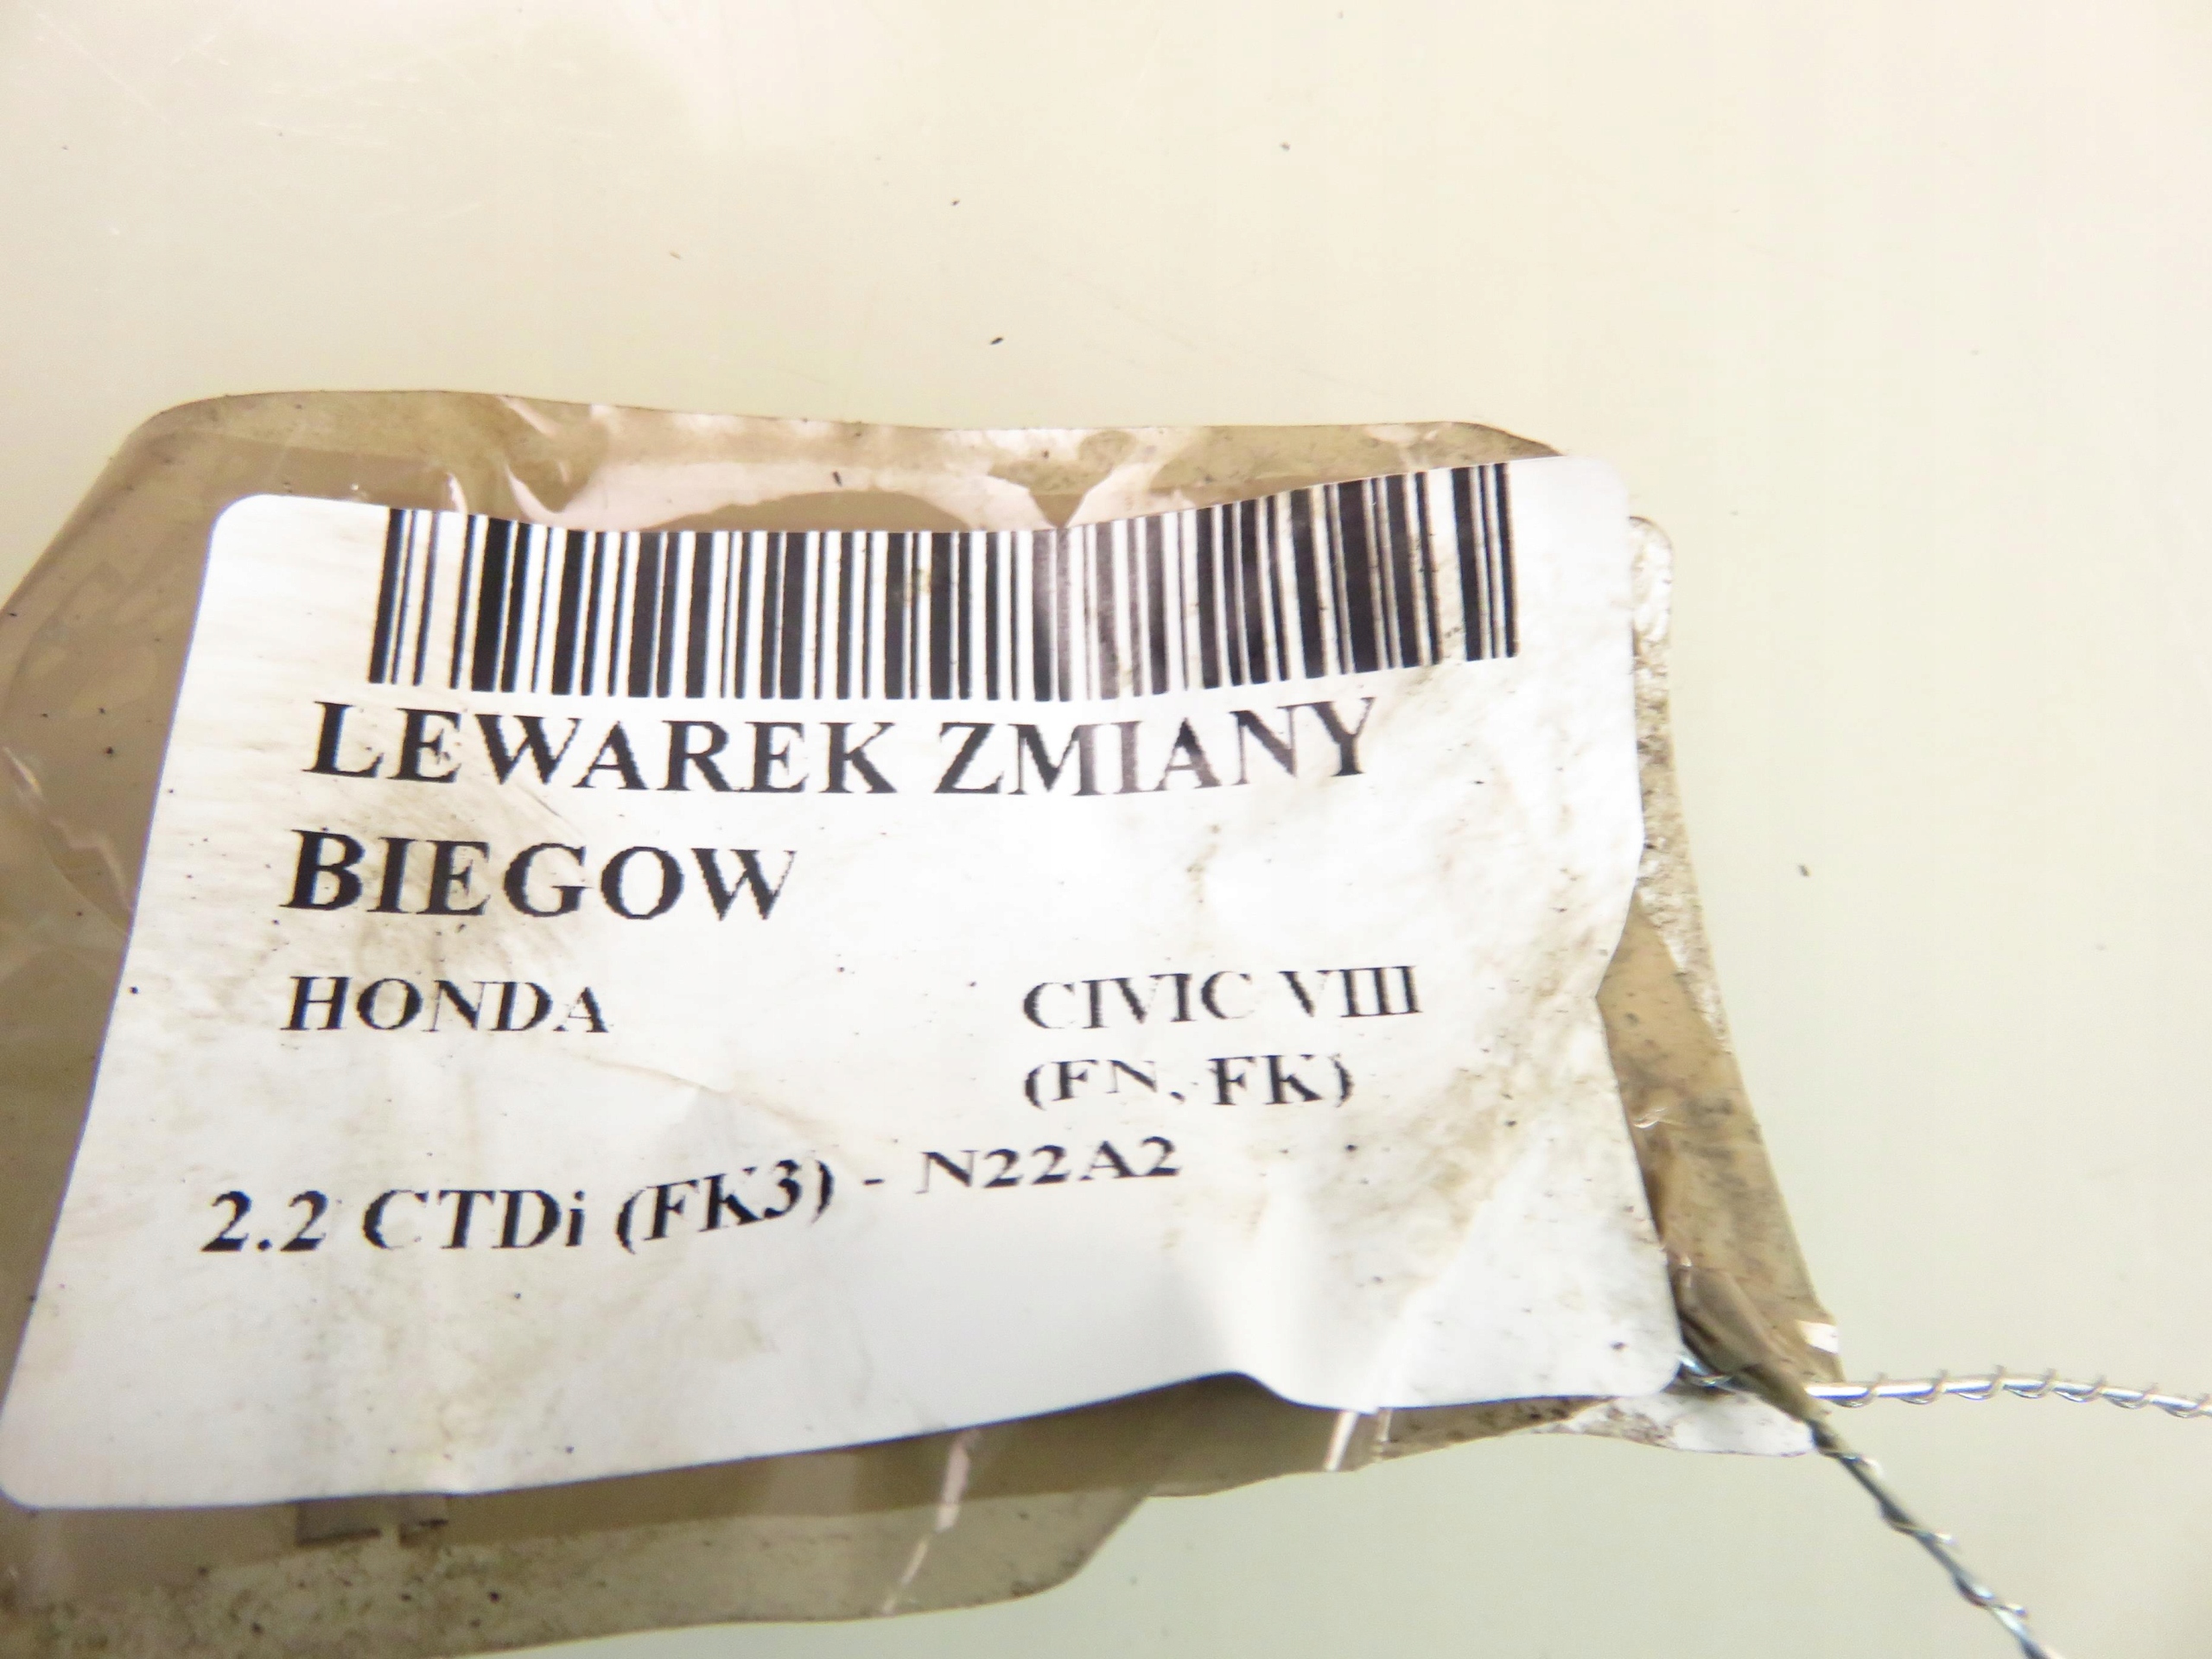 LEWAREK ZMIANY
BIEGOW
HONDA CIVIC VIII
(FN, FK)
2.2 CTDi (FK3) - N22A2